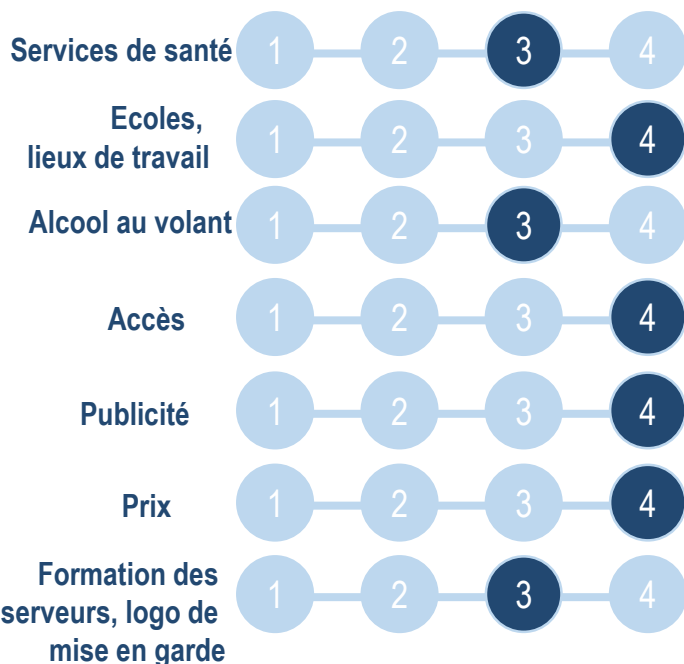 Services de santé 1 2 3 4
Ecoles,
lieux de travail 1 2 3 4
Alcool au volant 1 2 3 4
Accès 1 2 3 4
Publicité 1 2 3 4
Prix 1 2 3 4
Formation des
serveurs, logo de 1 2 3 4
mise en garde